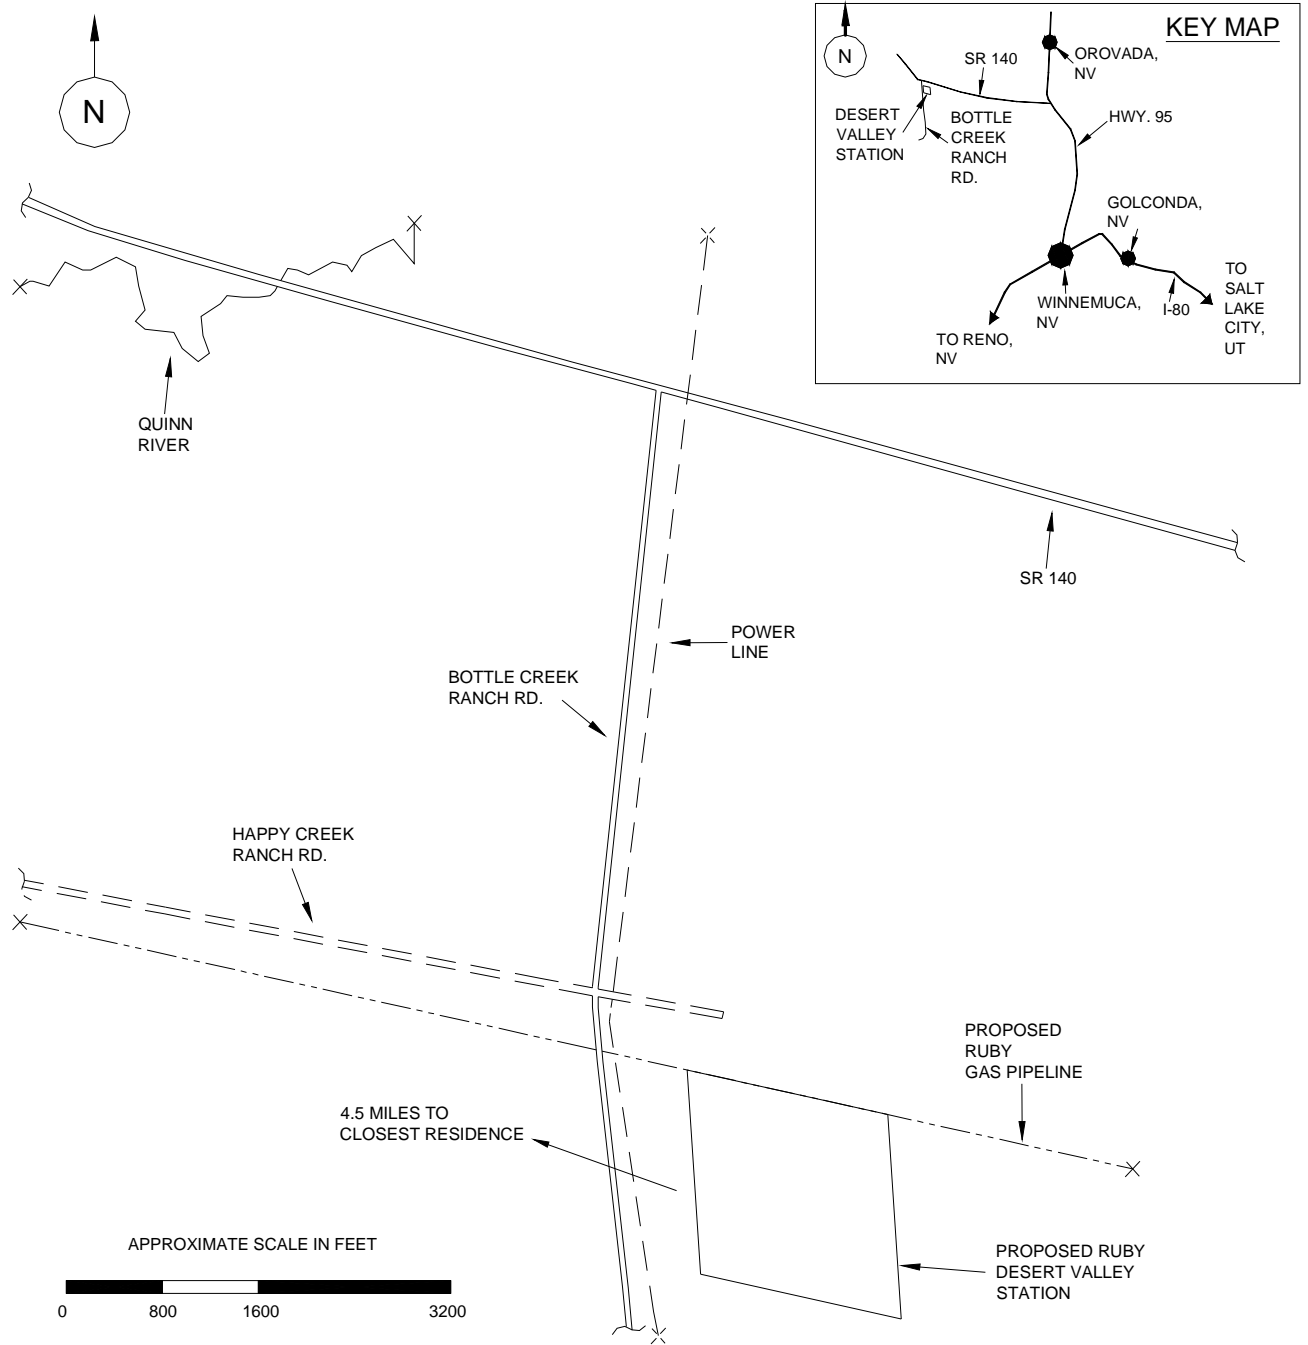 N
KEY MAP
N
SR 140
OROVADA,
NV
DESERT
VALLEY
STATION
BOTTLE
CREEK
RANCH
RD.
HWY. 95
GOLCONDA,
NV
WINNEMUCA,
NV
I-80
TO
SALT
LAKE
CITY,
UT
TO RENO,
NV
QUINN
RIVER
SR 140
POWER
LINE
BOTTLE CREEK
RANCH RD.
HAPPY CREEK
RANCH RD.
PROPOSED
RUBY
GAS PIPELINE
4.5 MILES TO
CLOSEST RESIDENCE
PROPOSED RUBY
DESERT VALLEY
STATION
APPROXIMATE SCALE IN FEET
0 800 1600 3200